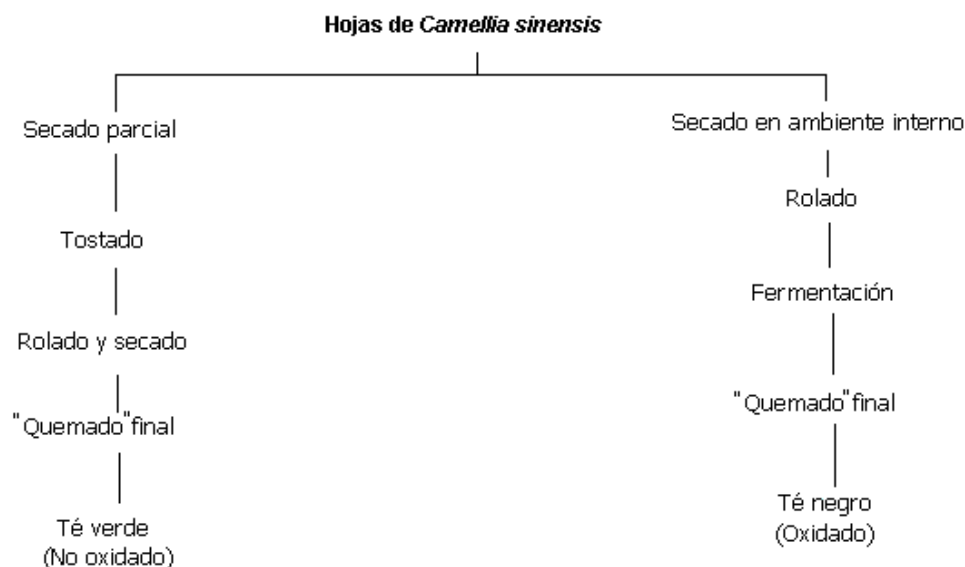 Hojas de Camellia sinensis
Secado parcial
Tostado
Rolado y secado
"Quemado"final
Té verde
(No oxidado)
Secado en ambiente interno
Rolado
Fermentación
"Quemado"final
Té negro
(Oxidado)